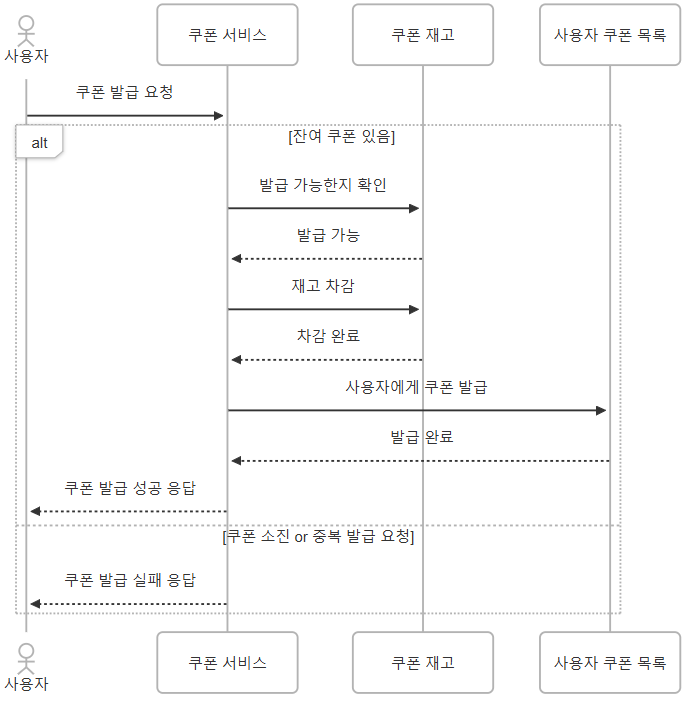 쿠폰 서비스
쿠폰 재고
사용자 쿠폰 목록
사용자
쿠폰 발급 요청
alt
[잔여 쿠폰 있음]
발급 가능한지 확인
발급 가능
재고 차감
차감 완료
사용자에게 쿠폰 발급
발급 완료
쿠폰 발급 성공 응답
[쿠폰 소진 or 중복 발급 요청]
쿠폰 발급 실패 응답
쿠폰 서비스
쿠폰 재고
사용자 쿠폰 목록
사용자